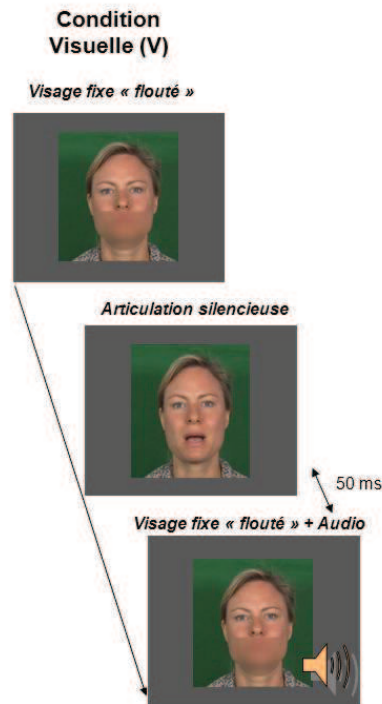 Condition
Visuelle (V)
Visage fixe « flouté »
Articulation silencieuse
50 ms
Visage fixe « flouté » + Audio